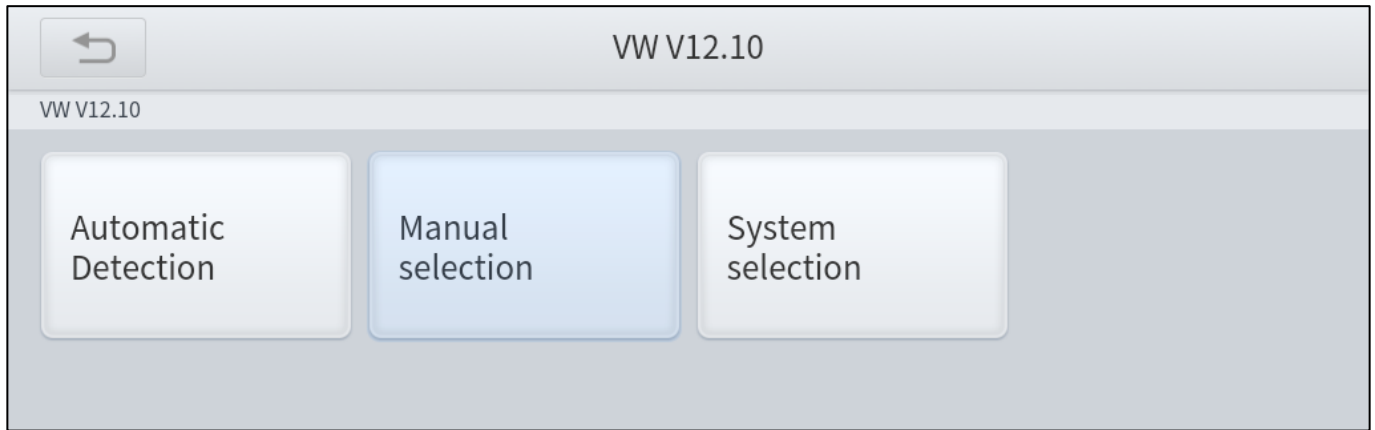 VW V12.10
VW V12.10
Automatic
Detection
Manual
selection
System
selection